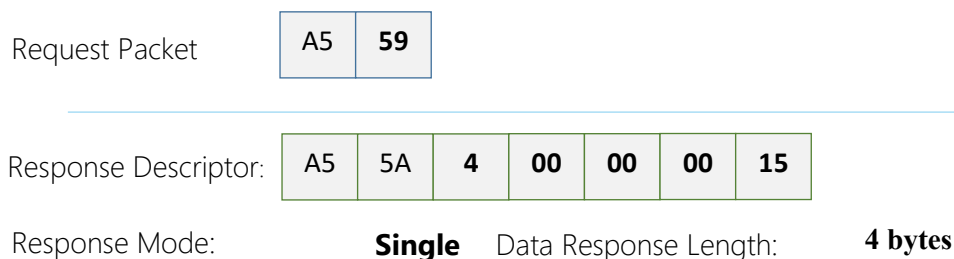 Request Packet A5 59
Response Descriptor: A5 5A 4 00 00 00 15
Response Mode: Single Data Response Length: 4 bytes